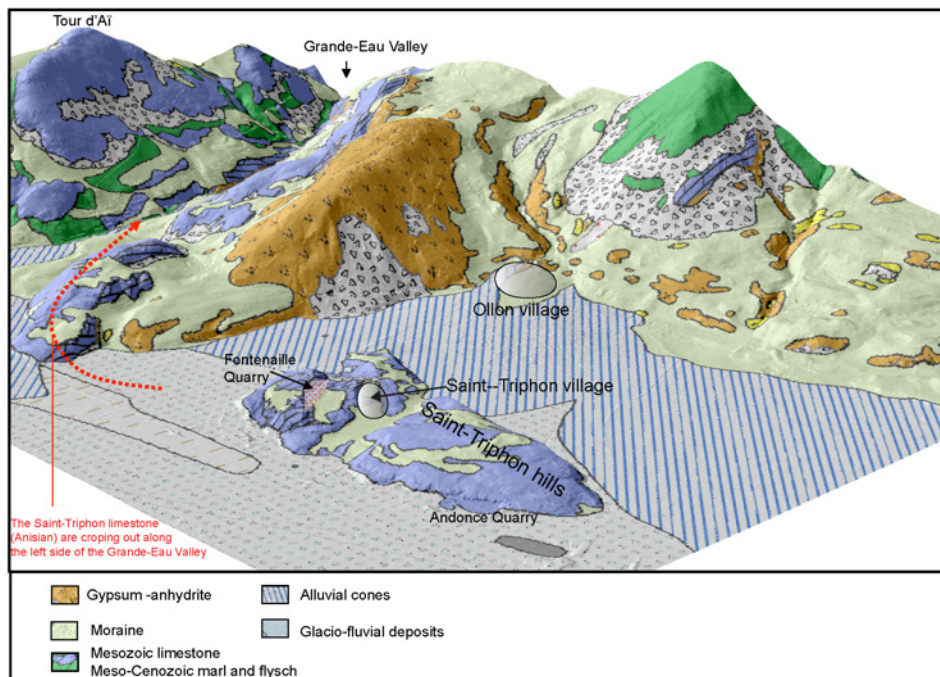 Tour d'Aï
Grande-Eau Valley
Ollon village
Fontenaille
Quarry
Saint--Triphon village
Saint-Triphon hills
Andonce Quarry
The Saint-Triphon limestone
(Anisian) are croping out along
the left side of the Grande-Eau Valley
Gypsum -anhydrite
Alluvial cones
Moraine
Glacio-fluvial deposits
Mesozoic limestone
Meso-Cenozoic marl and flysch